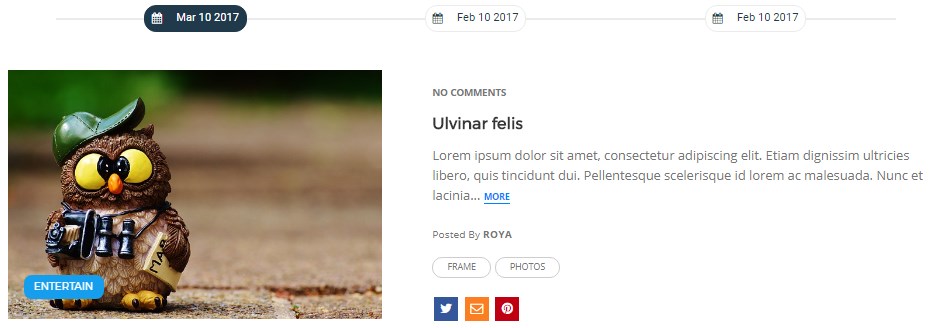 Mar 10 2017
Feb 10 2017
Feb 10 2017
MAP
ENTERTAIN
NO COMMENTS
Ulvinar felis
Lorem ipsum dolor sit amet, consectetur adipiscing elit. Etiam dignissim ultricies
libero, quis tincidunt dui. Pellentesque scelerisque id lorem ac malesuada. Nunc et
lacinia... MORE
Posted By ROYA
FRAME
PHOTOS